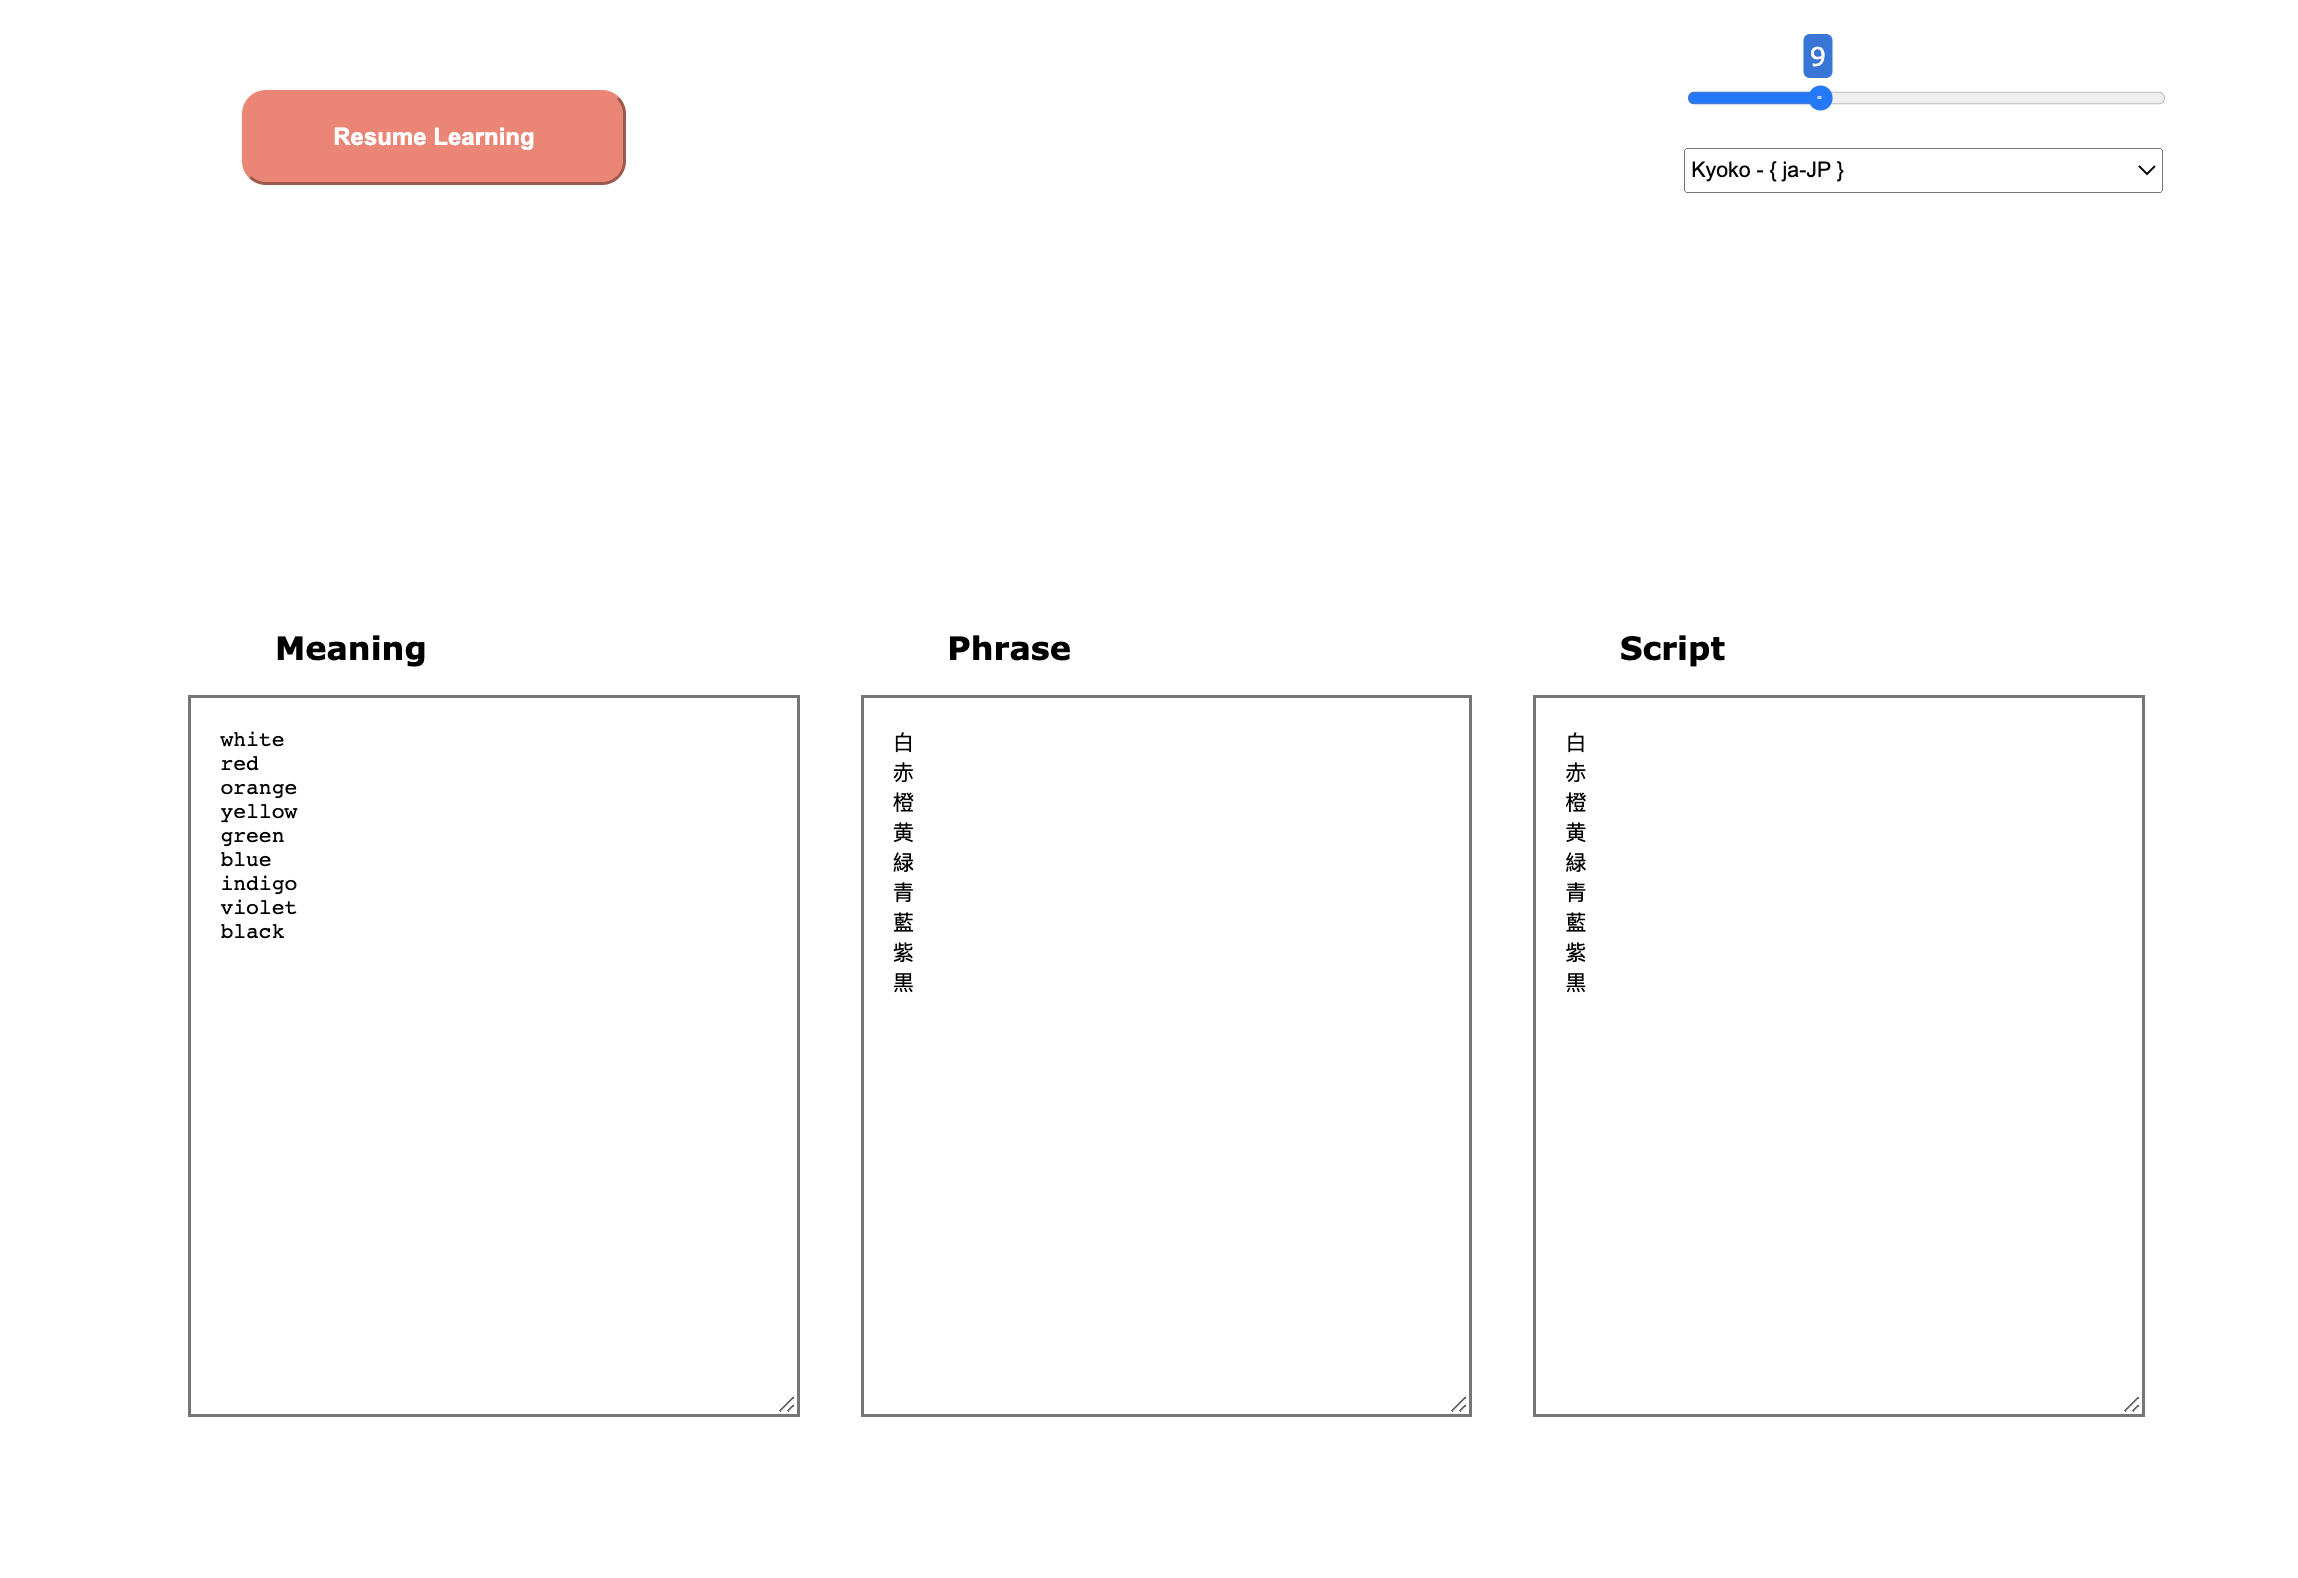 9
Resume Learning
Kyoko - { ja-JP }
Meaning
white
red
orange
yellow
green
blue
indigo
violet
black
Phrase
白
赤
橙
黄
緑
青
藍
紫
黒
Script
白
赤
橙
黄
緑
青
藍
紫
黒